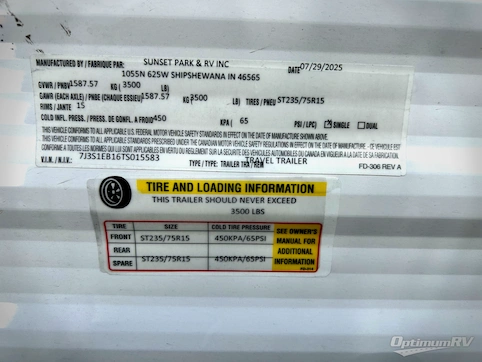 MANUFACTURED BY / FABRIQUE PAR: SUNSET PARK & RV INC DATE 07/29/2025
1055N 625W SHIPSHEWANA IN 46565
GVWR / PNBV 1587.57 KG ( 3500 LB)
GAWR (EACH AXLE) / PNBE (CHAQUE ESSIEU) 1587.57 KG ( 3500 LB) TIRES / PNEU ST235/75R15
RIMS / JANTE 15
COLD INFL. PRESS. / PRESS. DE GONFL. A FROID 450 KPA ( 65 PSI / LPC) SINGLE DUAL
THIS VEHICLE CONFORMS TO ALL APPLICABLE U.S. FEDERAL MOTOR VEHICLE SAFETY STANDARDS IN EFFECT ON THE DATE OF MANUFACTURE SHOWN ABOVE.
V.I.N. / N.I.V.: 7J3S1EB16TS015583 TYPE / TYPE: TRAILER TRA / REM TRAVEL TRAILER
FD-306 REV A
TIRE AND LOADING INFORMATION
THIS TRAILER SHOULD NEVER EXCEED
3500 LBS
TIRE SIZE COLD TIRE PRESSURE
FRONT ST235/75R15 450KPA/65PSI
REAR
SPARE ST235/75R15 450KPA/65PSI
SEE OWNER'S
MANUAL FOR
ADDITIONAL
INFORMATION
OptimumRV